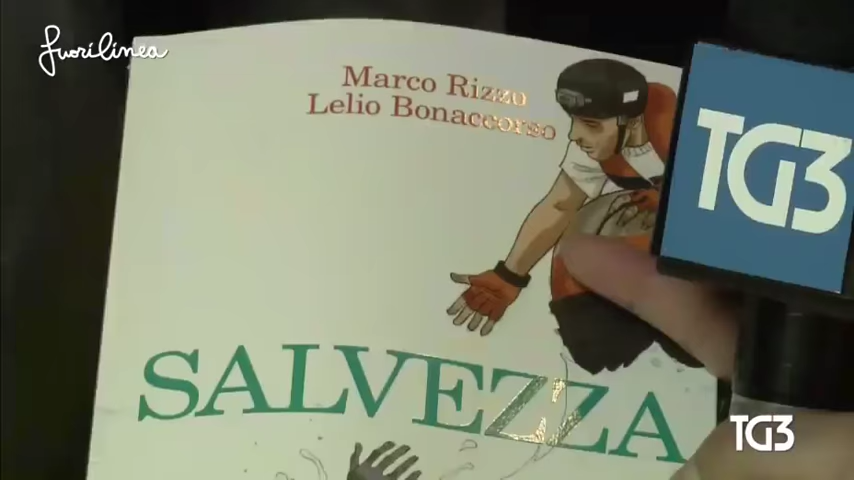 fuorilinea
Marco Rizzo
Lelio Bonaccorso
TG3
SALVEZZA
TG3